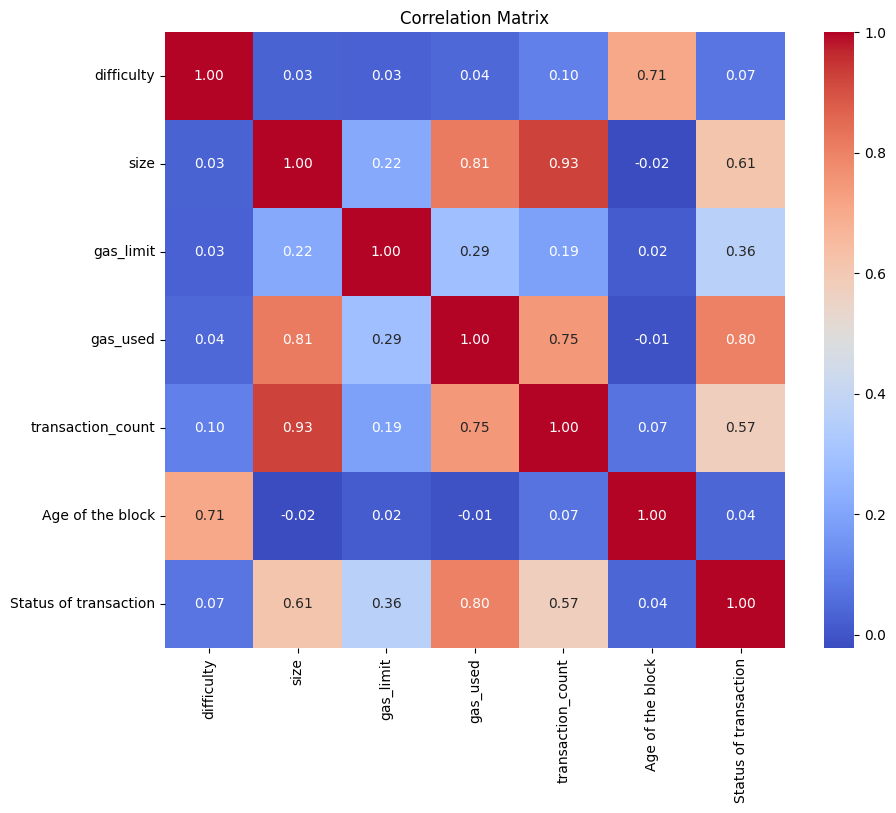 Correlation Matrix
difficulty 1.00 0.03 0.03 0.04 0.10 0.71 0.07
size 0.03 1.00 0.22 0.81 0.93 -0.02 0.61
gas_limit 0.03 0.22 1.00 0.29 0.19 0.02 0.36
gas_used 0.04 0.81 0.29 1.00 0.75 -0.01 0.80
transaction_count 0.10 0.93 0.19 0.75 1.00 0.07 0.57
Age of the block 0.71 -0.02 0.02 -0.01 0.07 1.00 0.04
Status of transaction 0.07 0.61 0.36 0.80 0.57 0.04 1.00
difficulty
size
gas_limit
gas_used
transaction_count
Age of the block
Status of transaction
1.0
0.8
0.6
0.4
0.2
0.0